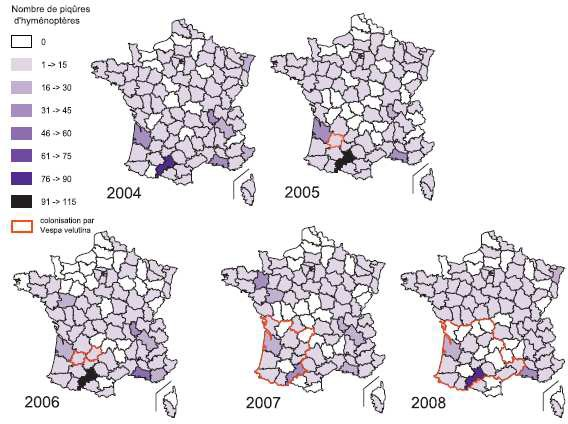 Nombre de piqûres
d'hyménoptères
0
1 -> 15
16 -> 30
31 -> 45
46 -> 60
61 -> 75
76 -> 90
91 -> 115
colonisation par
Vespa velutina
2004
2005
2006
2007
2008